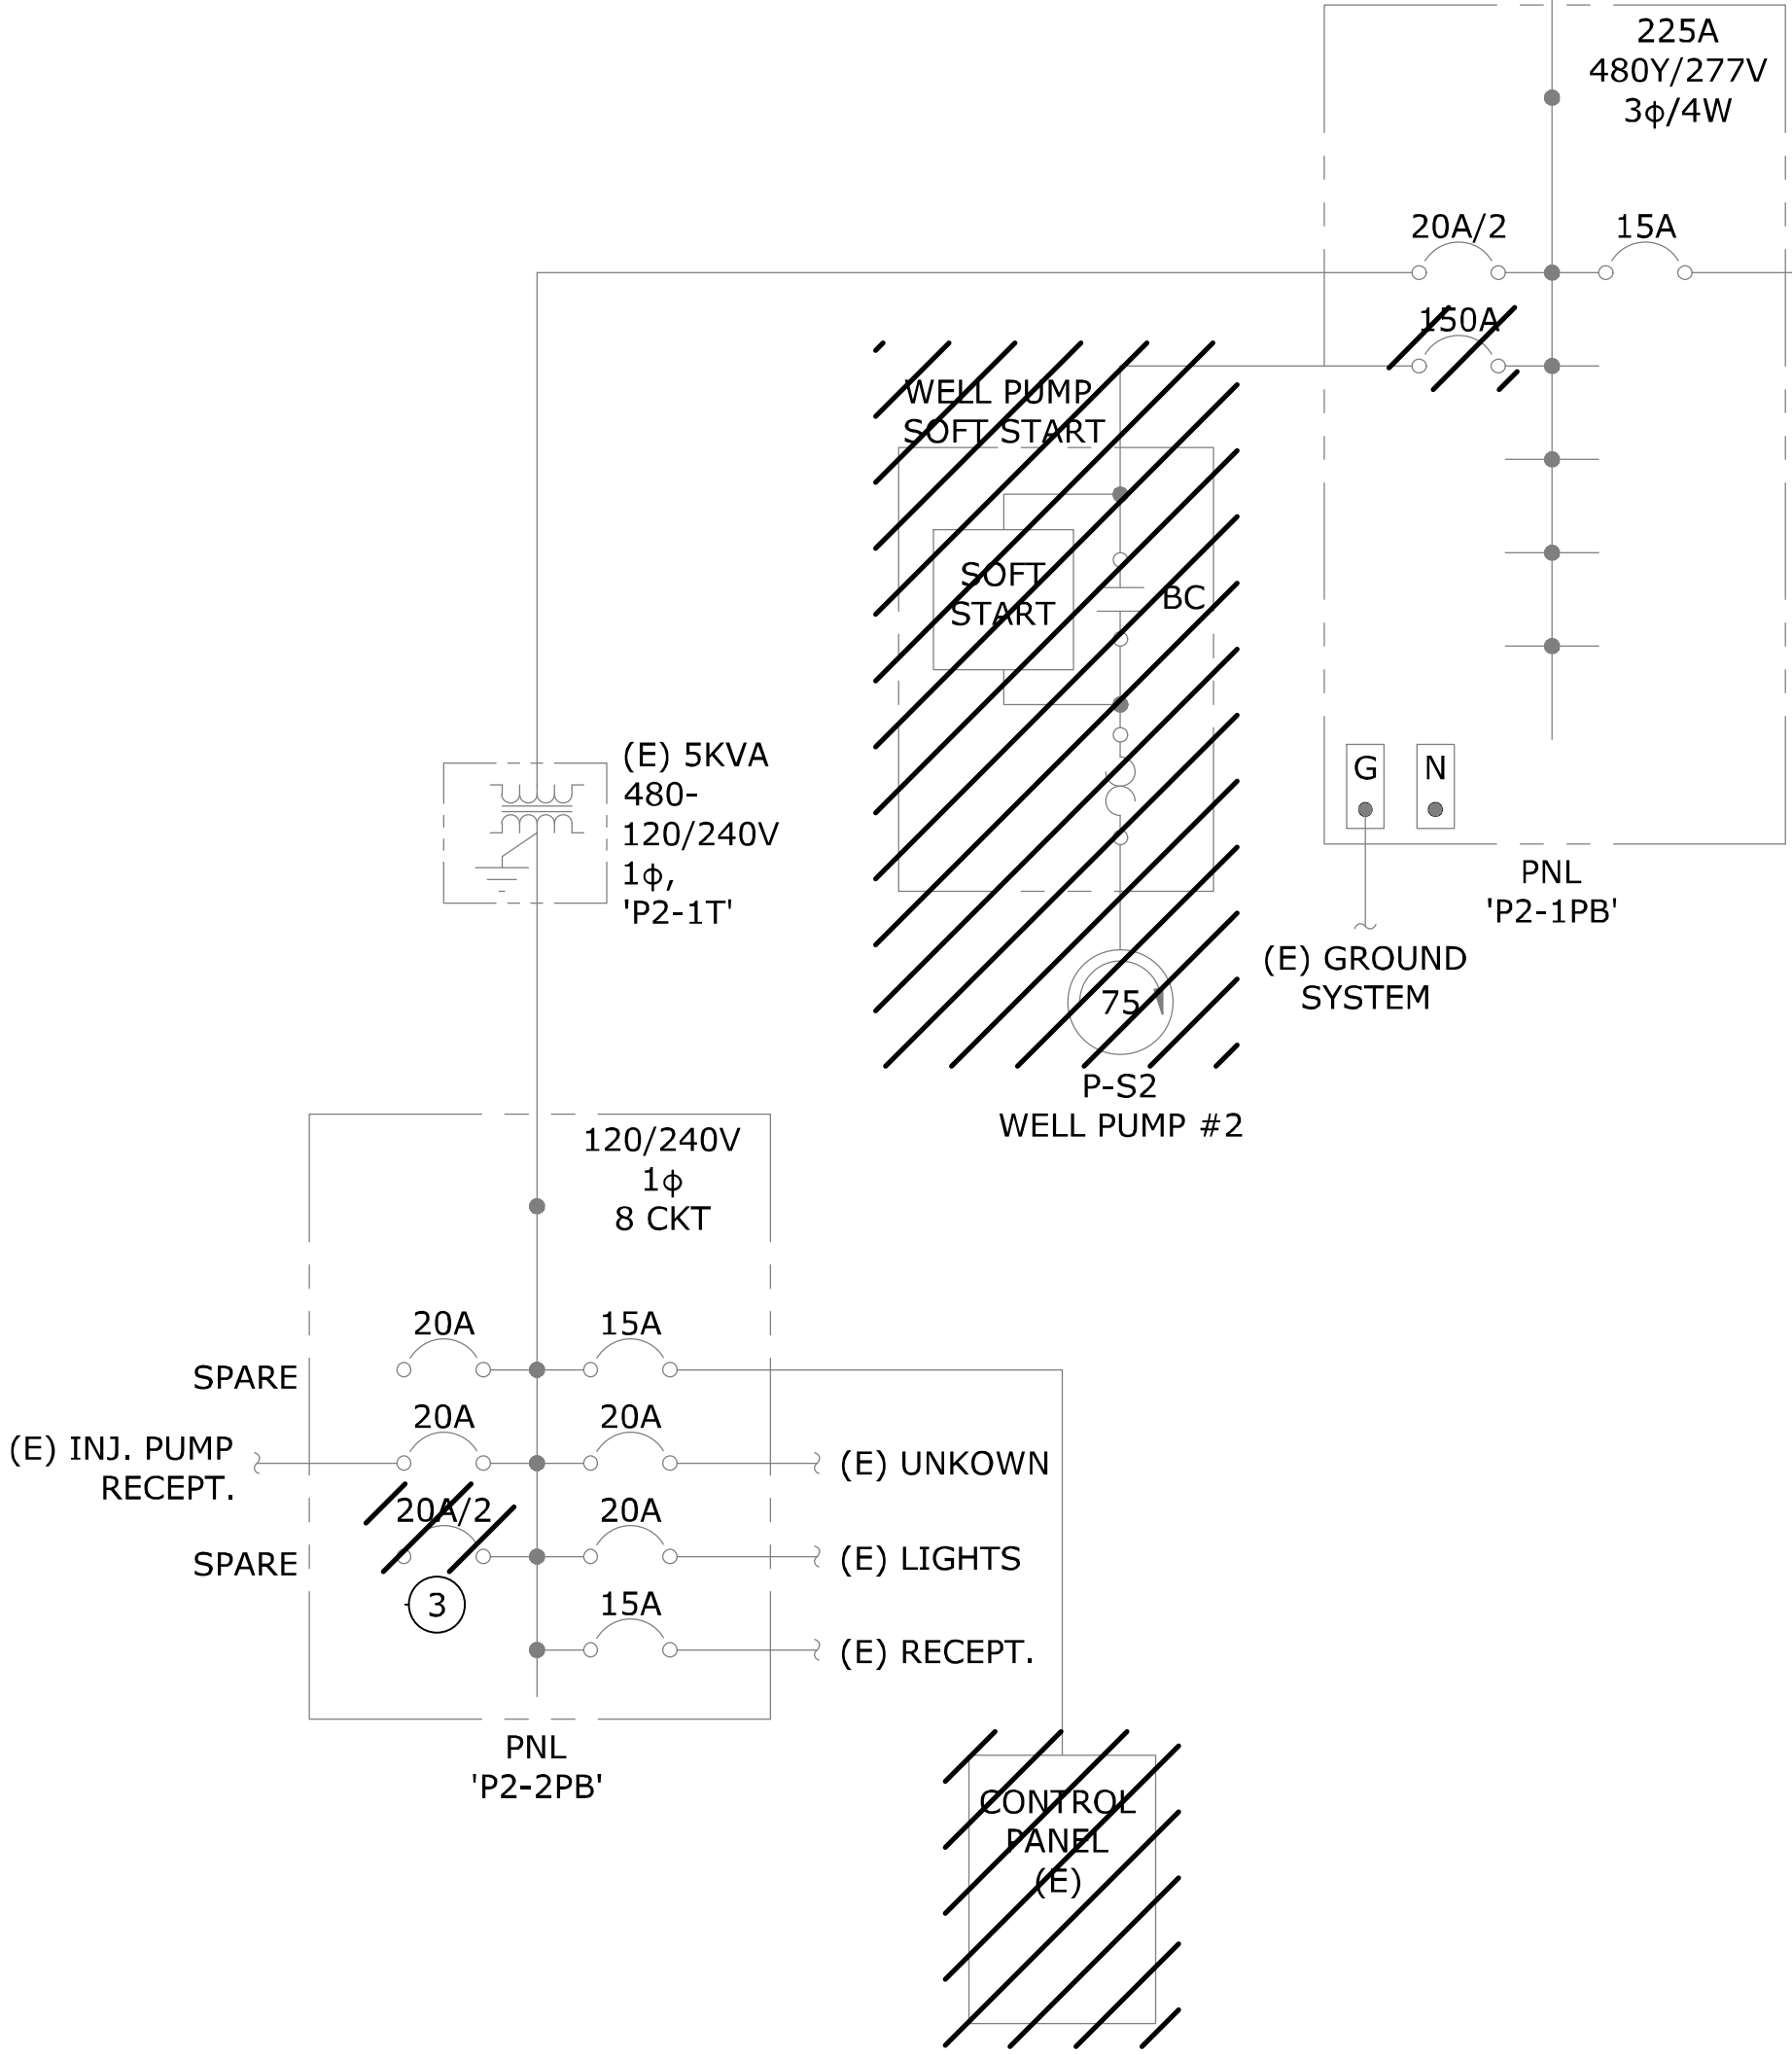 225A
480Y/277V
3ϕ/4W
20A/2
15A
150A
WELL PUMP
SOFT START
SOFT
START
BC
(E) 5KVA
480-
120/240V
1ϕ,
'P2-1T'
G
N
PNL
'P2-1PB'
(E) GROUND
SYSTEM
75
P-S2
WELL PUMP #2
120/240V
1ϕ
8 CKT
20A
15A
SPARE
20A
20A
(E) INJ. PUMP
RECEPT.
(E) UNKOWN
20A/2
20A
SPARE
(E) LIGHTS
3
15A
(E) RECEPT.
PNL
'P2-2PB'
CONTROL
PANEL
(E)